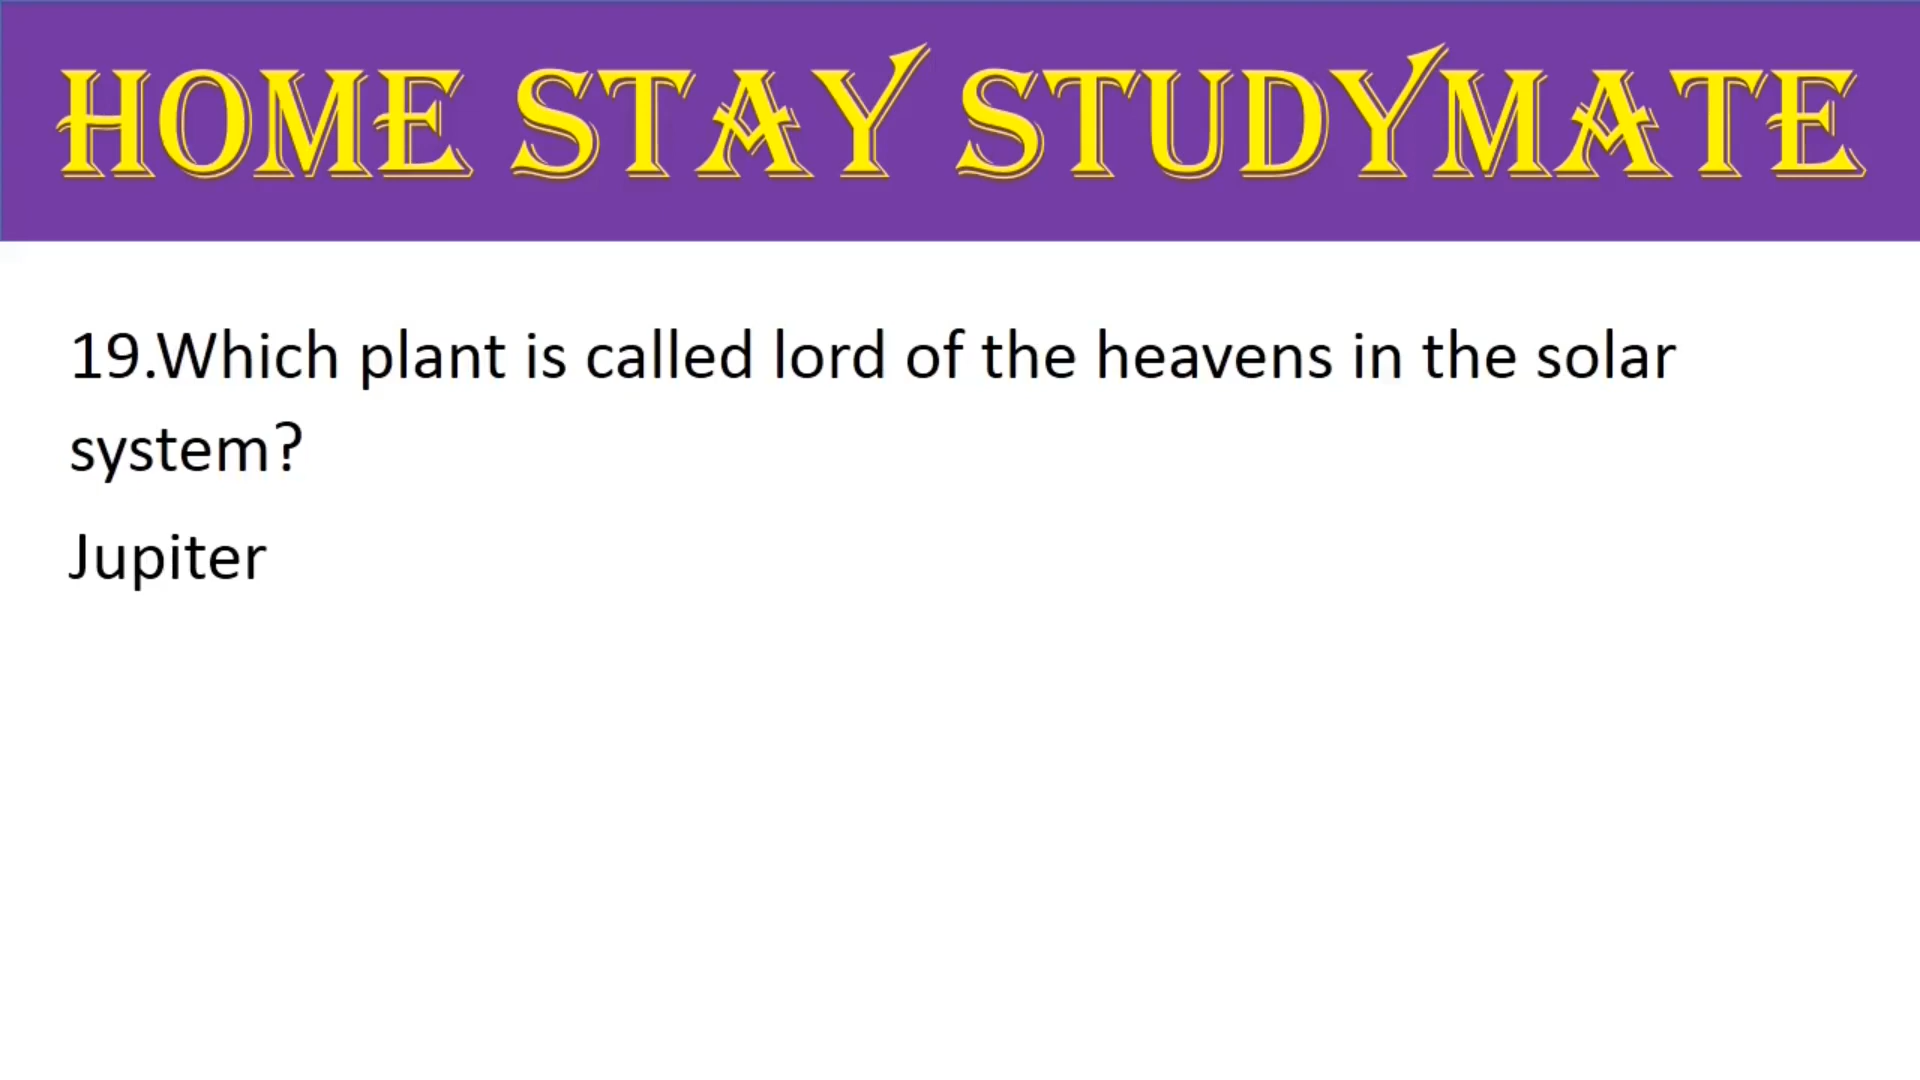 HOME STAY STUDYMATE
19.Which plant is called lord of the heavens in the solar
system?
Jupiter